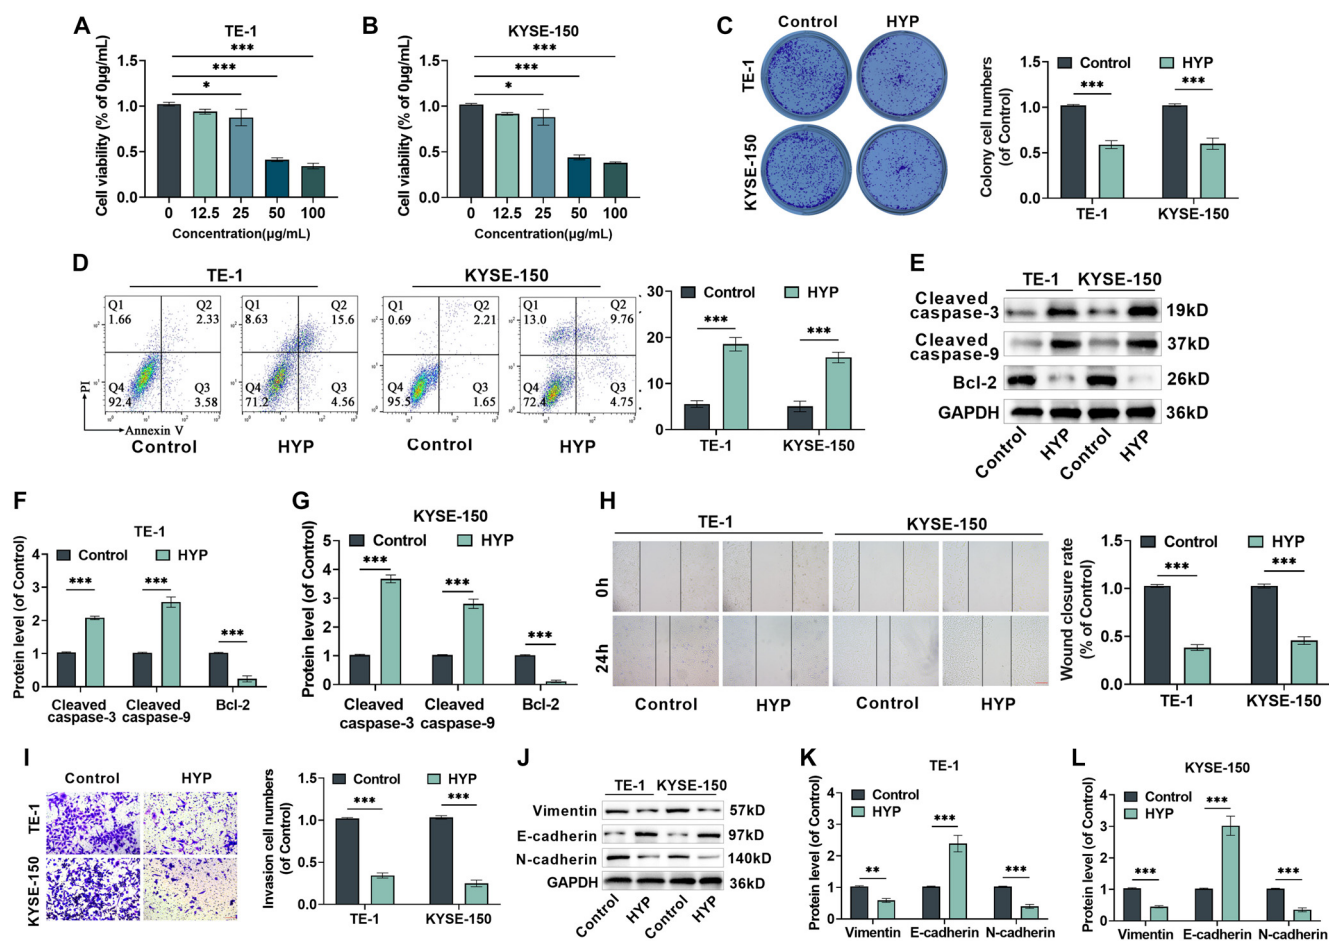 A
TE-1
Cell viability (% of 0μg/mL)
***
***
*
1.5
1.0
0.5
0.0
0 12.5 25 50 100
Concentration(μg/mL)
B
KYSE-150
Cell viability (% of 0μg/mL)
***
***
*
1.5
1.0
0.5
0.0
0 12.5 25 50 100
Concentration(μg/mL)
C
Control HYP
TE-1
KYSE-150
Control HYP
Colony cell numbers
(of Control)
1.5
1.0
0.5
0.0
*** ***
TE-1 KYSE-150
D
TE-1 KYSE-150
Q1 Q2
1.66 2.33
Q4 Q3
92.4 3.58
Q1 Q2
8.63 15.6
Q4 Q3
71.2 4.56
Q1 Q2
0.69 2.21
Q4 Q3
95.5 1.65
Q1 Q2
13.0 9.76
Q4 Q3
72.4 4.75
PI
Annexin V
Control HYP Control HYP
Control HYP
30
20
10
0
*** ***
TE-1 KYSE-150
E
TE-1 KYSE-150
Cleaved
caspase-3 19kD
Cleaved
caspase-9 37kD
Bcl-2 26kD
GAPDH 36kD
Control HYP Control HYP
F
TE-1
Control HYP
Protein level (of Control)
4
3
2
1
0
*** *** ***
Cleaved
caspase-3
Cleaved
caspase-9
Bcl-2
G
KYSE-150
Control HYP
Protein level (of Control)
5
4
3
2
1
0
*** *** ***
Cleaved
caspase-3
Cleaved
caspase-9
Bcl-2
H
TE-1 KYSE-150
0h
24h
Control HYP Control HYP
Control HYP
Wound closure rate
(% of Control)
1.5
1.0
0.5
0.0
*** ***
TE-1 KYSE-150
I
Control HYP
TE-1
KYSE-150
Control HYP
Invasion cell numbers
(of Control)
1.5
1.0
0.5
0.0
*** ***
TE-1 KYSE-150
J
TE-1 KYSE-150
Vimentin 57kD
E-cadherin 97kD
N-cadherin 140kD
GAPDH 36kD
Control HYP Control HYP
K
TE-1
Control
HYP
Protein level (of Control)
4
3
2
1
0
** *** ***
Vimentin E-cadherin N-cadherin
L
KYSE-150
Control
HYP
Protein level (of Control)
4
3
2
1
0
*** *** ***
Vimentin E-cadherin N-cadherin